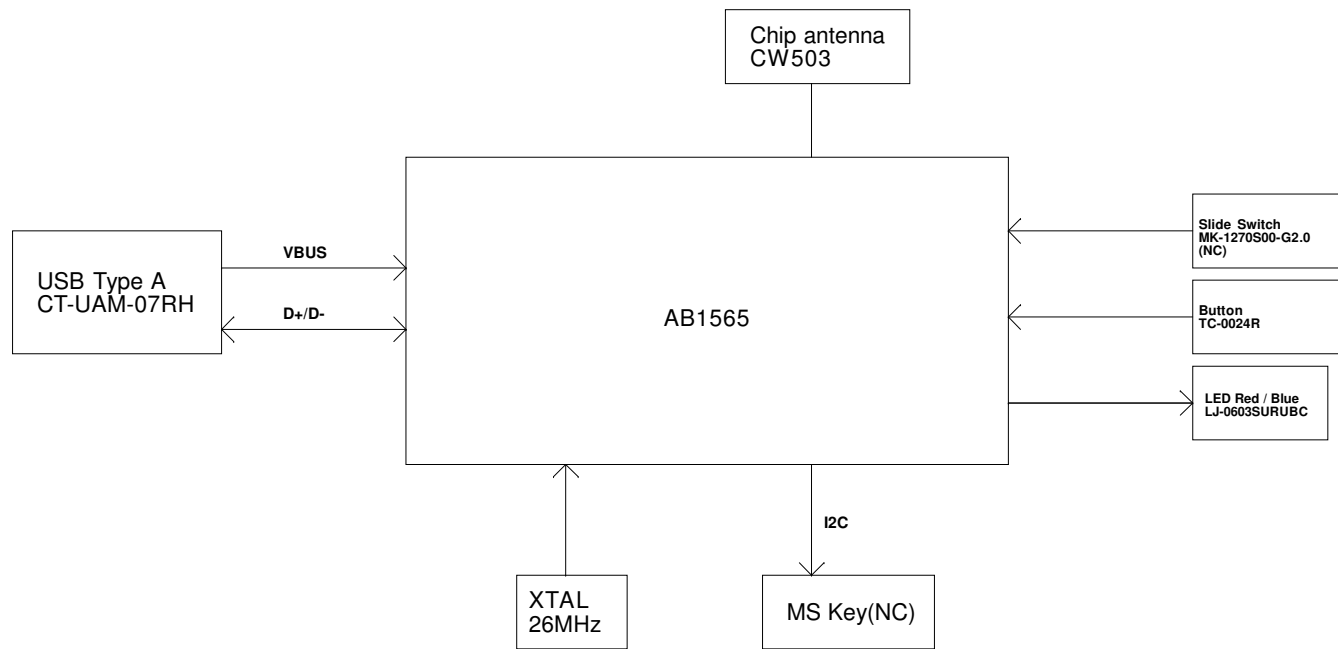 Chip antenna
CW503
Slide Switch
MK-1270S00-G2.0
(NC)
VBUS
USB Type A
CT-UAM-07RH
D+/D-
AB1565
Button
TC-0024R
LED Red / Blue
LJ-0603SURUBC
I2C
XTAL
26MHz
MS Key(NC)